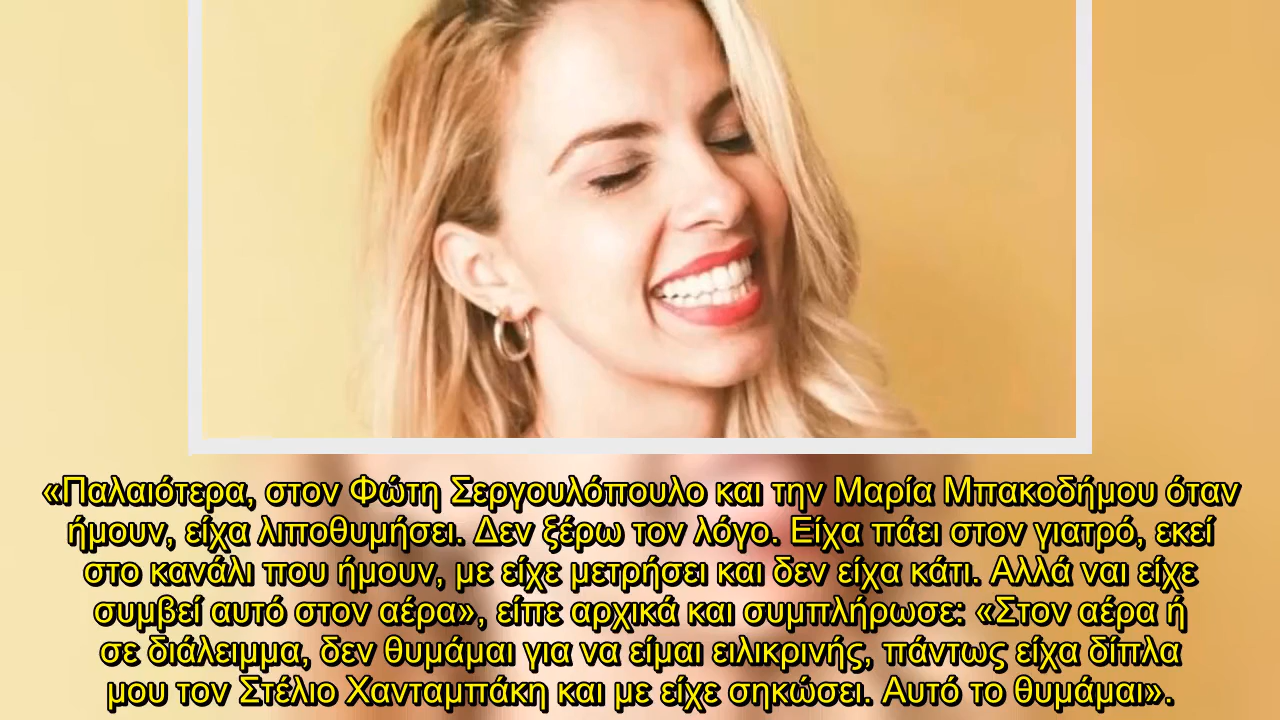 «Παλαιότερα, στον Φώτη Σεργουλόπουλο και την Μαρία Μπακοδήμου όταν
ήμουν, είχα λιποθυμήσει. Δεν ξέρω τον λόγο. Είχα πάει στον γιατρό, εκεί
στο κανάλι που ήμουν, με είχε μετρήσει και δεν είχα κάτι. Αλλά ναι είχε
συμβεί αυτό στον αέρα», είπε αρχικά και συμπλήρωσε: «Στον αέρα ή
σε διάλειμμα, δεν θυμάμαι για να είμαι ειλικρινής, πάντως είχα δίπλα
μου τον Στέλιο Χανταμπάκη και με είχε σηκώσει. Αυτό το θυμάμαι».